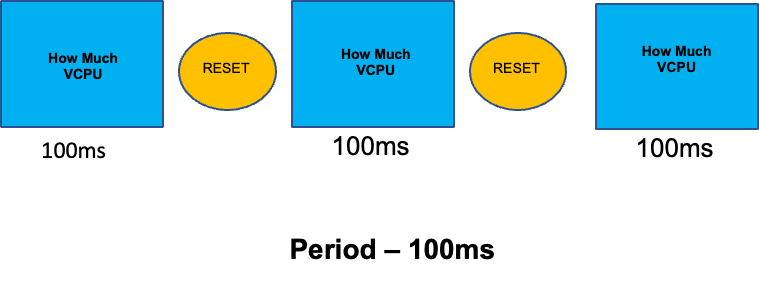 How Much
VCPU
RESET
How Much
VCPU
RESET
How Much
VCPU
100ms
100ms
100ms
Period – 100ms